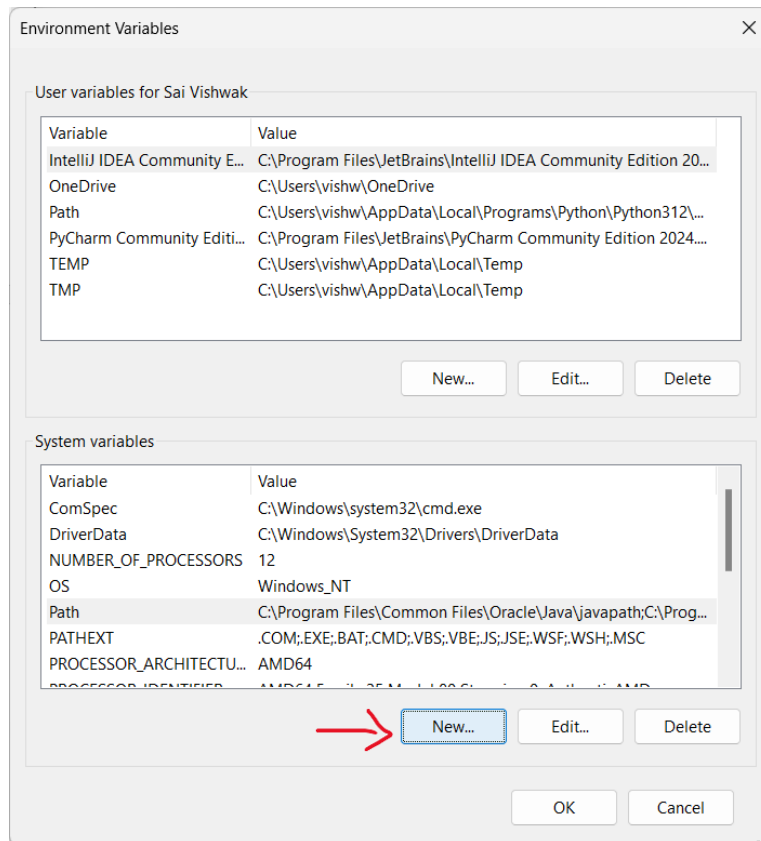 Environment Variables
User variables for Sai Vishwak
Variable Value
IntelliJ IDEA Community E... C:\Program Files\JetBrains\IntelliJ IDEA Community Edition 20...
OneDrive C:\Users\vishw\OneDrive
Path C:\Users\vishw\AppData\Local\Programs\Python\Python312\...
PyCharm Community Editi... C:\Program Files\JetBrains\PyCharm Community Edition 2024....
TEMP C:\Users\vishw\AppData\Local\Temp
TMP C:\Users\vishw\AppData\Local\Temp
New... Edit... Delete
System variables
Variable Value
ComSpec C:\Windows\system32\cmd.exe
DriverData C:\Windows\System32\Drivers\DriverData
NUMBER_OF_PROCESSORS 12
OS Windows_NT
Path C:\Program Files\Common Files\Oracle\Java\javapath;C:\Prog...
PATHEXT .COM;.EXE;.BAT;.CMD;.VBS;.VBE;.JS;.JSE;.WSF;.WSH;.MSC
PROCESSOR_ARCHITECTU... AMD64
New... Edit... Delete
OK Cancel